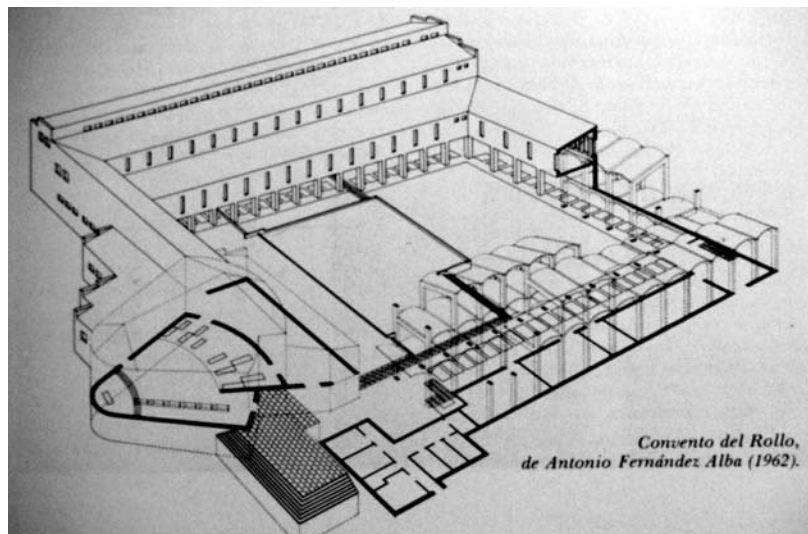 Convento del Rollo,
de Antonio Fernández Alba (1962).